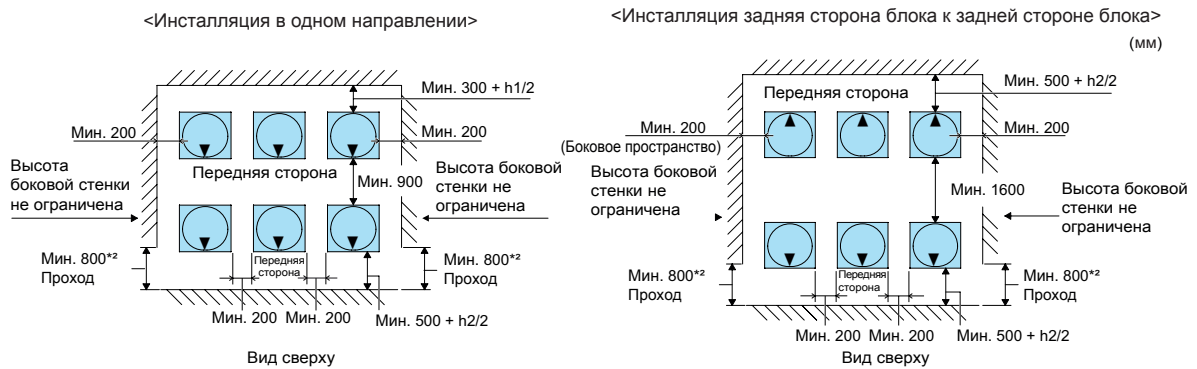 <Инсталляция в одном направлении>
Мин. 300 + h1/2
Мин. 200
Мин. 200
Передняя сторона
Мин. 900
Высота
боковой стенки
не ограничена
Высота боковой
стенки не
ограничена
Мин. 800*²
Проход
Передняя
сторона
Мин. 800*²
Проход
Мин. 200
Мин. 200
Мин. 500 + h2/2
Вид сверху
<Инсталляция задняя сторона блока к задней стороне блока>
(мм)
Мин. 500 + h2/2
Передняя сторона
Мин. 200
(Боковое пространство)
Мин. 200
Высота боковой
стенки не
ограничена
Мин. 1600
Высота боковой
стенки не
ограничена
Мин. 800*²
Проход
Передняя
сторона
Мин. 800*²
Проход
Мин. 200
Мин. 200
Мин. 500 + h2/2
Вид сверху